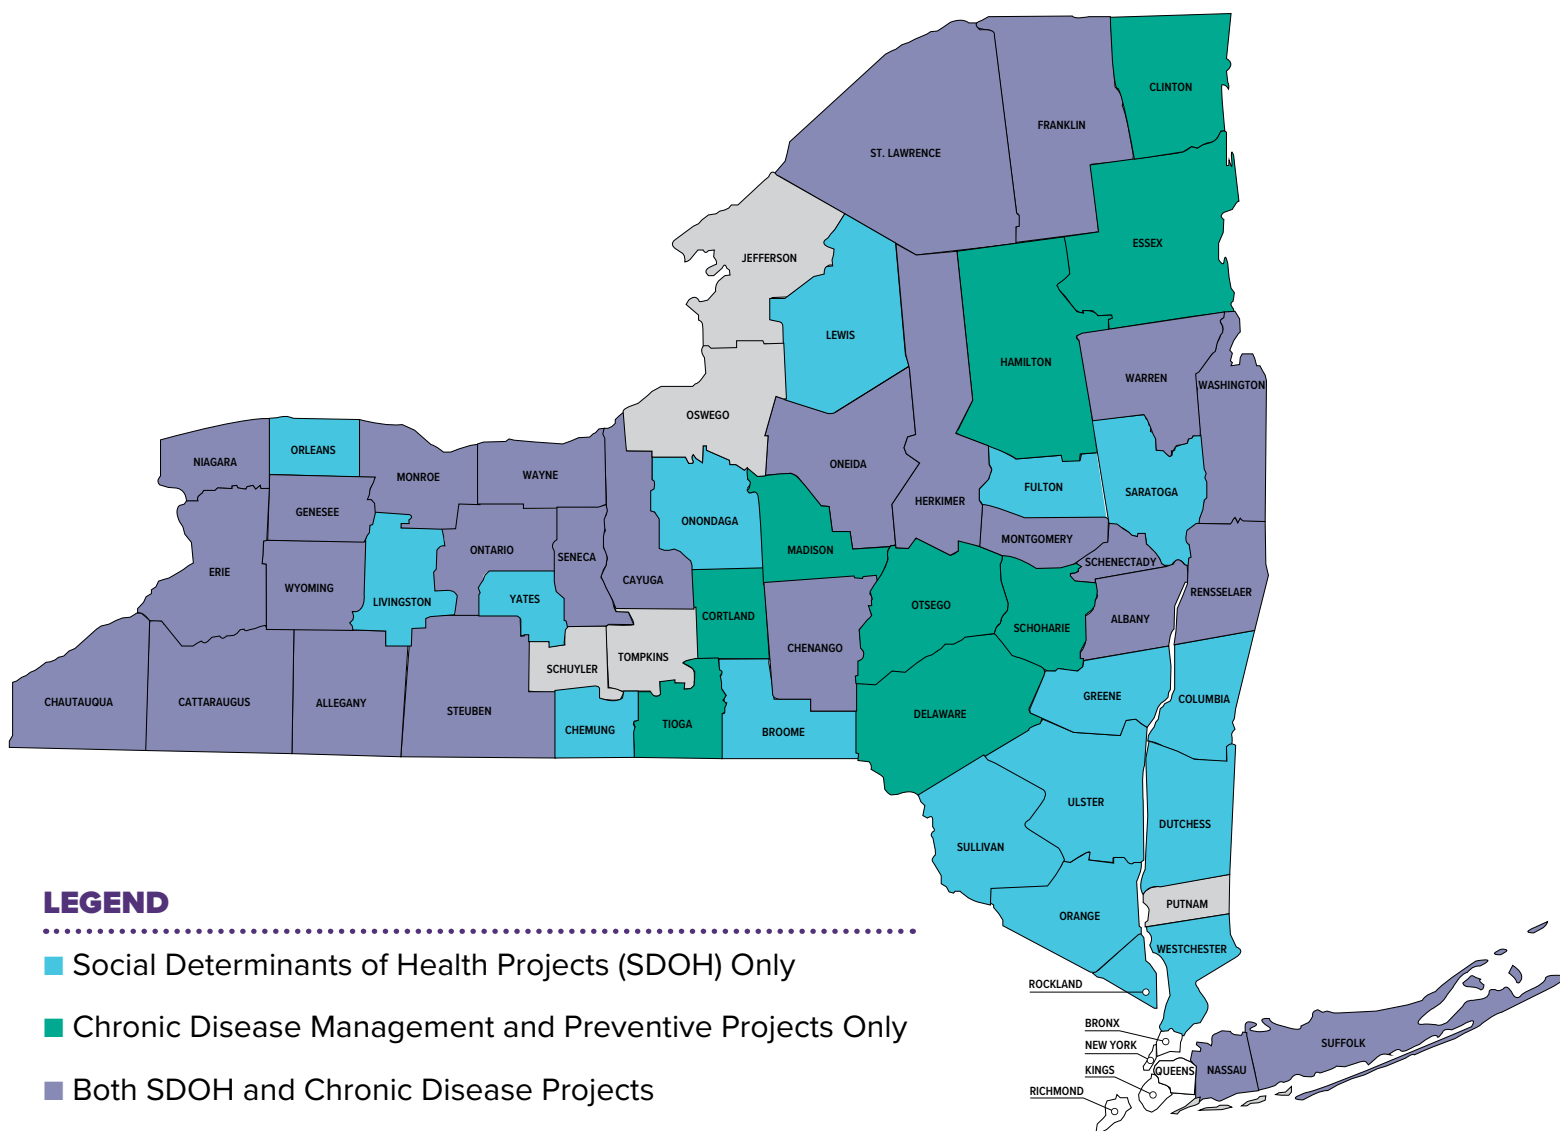 CLINTON
FRANKLIN
ST. LAWRENCE
ESSEX
JEFFERSON
LEWIS
HAMILTON
WARREN
WASHINGTON
OSWEGO
ORLEANS
NIAGARA
MONROE
WAYNE
ONEIDA
HERKIMER
FULTON
SARATOGA
GENESEE
ONONDAGA
MONTGOMERY
MADISON
ONTARIO
SENECA
SCHENECTADY
ERIE
CAYUGA
WYOMING
LIVINGSTON
YATES
RENSSELAER
OTSEGO
CORTLAND
ALBANY
SCHOHARIE
CHENANGO
TOMPKINS
SCHUYLER
GREENE
COLUMBIA
CHAUTAUQUA
CATTARAUGUS
ALLEGANY
STEUBEN
DELAWARE
TIOGA
CHEMUNG
BROOME
ULSTER
DUTCHESS
SULLIVAN
PUTNAM
ORANGE
WESTCHESTER
ROCKLAND
BRONX
NEW YORK
SUFFOLK
KINGS
QUEENS
NASSAU
RICHMOND
LEGEND
Social Determinants of Health Projects (SDOH) Only
Chronic Disease Management and Preventive Projects Only
Both SDOH and Chronic Disease Projects